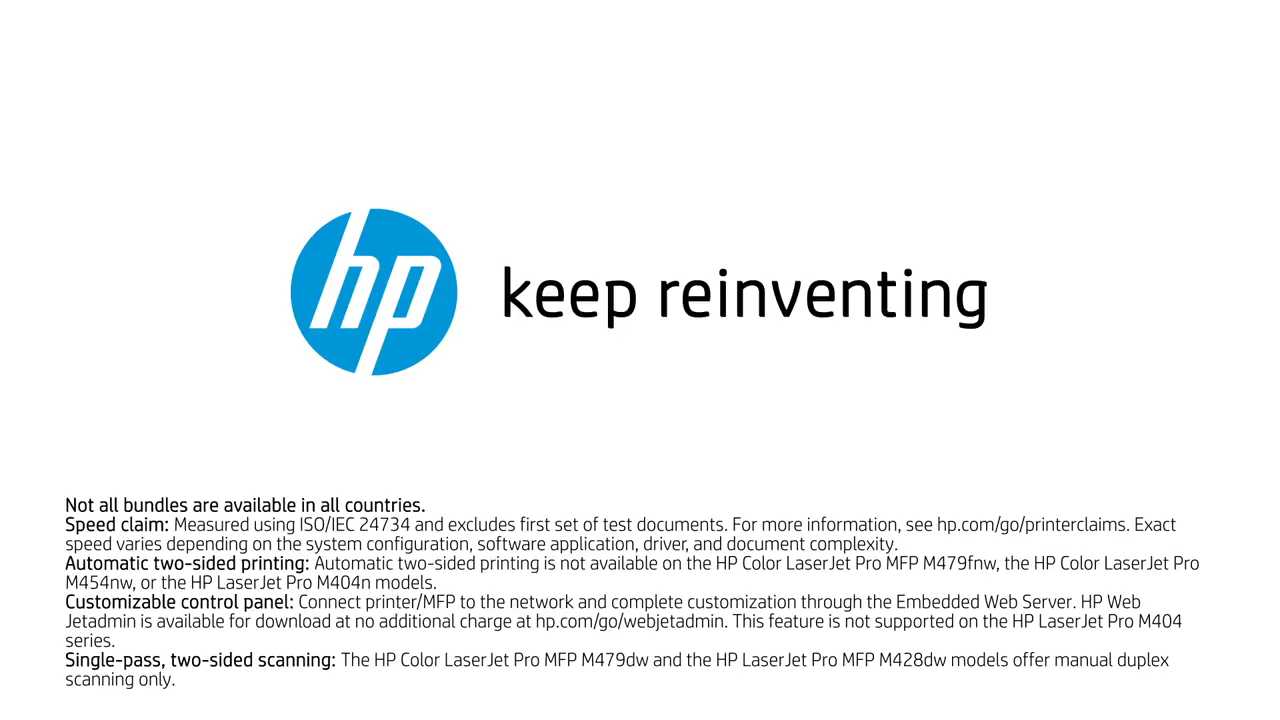 hp
keep reinventing
Not all bundles are available in all countries.
Speed claim: Measured using ISO/IEC 24734 and excludes first set of test documents. For more information, see hp.com/go/printerclaims. Exact
speed varies depending on the system configuration, software application, driver, and document complexity.
Automatic two-sided printing: Automatic two-sided printing is not available on the HP Color LaserJet Pro MFP M479fnw, the HP Color LaserJet Pro
M454nw, or the HP LaserJet Pro M404n models.
Customizable control panel: Connect printer/MFP to the network and complete customization through the Embedded Web Server. HP Web
Jetadmin is available for download at no additional charge at hp.com/go/webjetadmin. This feature is not supported on the HP LaserJet Pro M404
series.
Single-pass, two-sided scanning: The HP Color LaserJet Pro MFP M479dw and the HP LaserJet Pro MFP M428dw models offer manual duplex
scanning only.